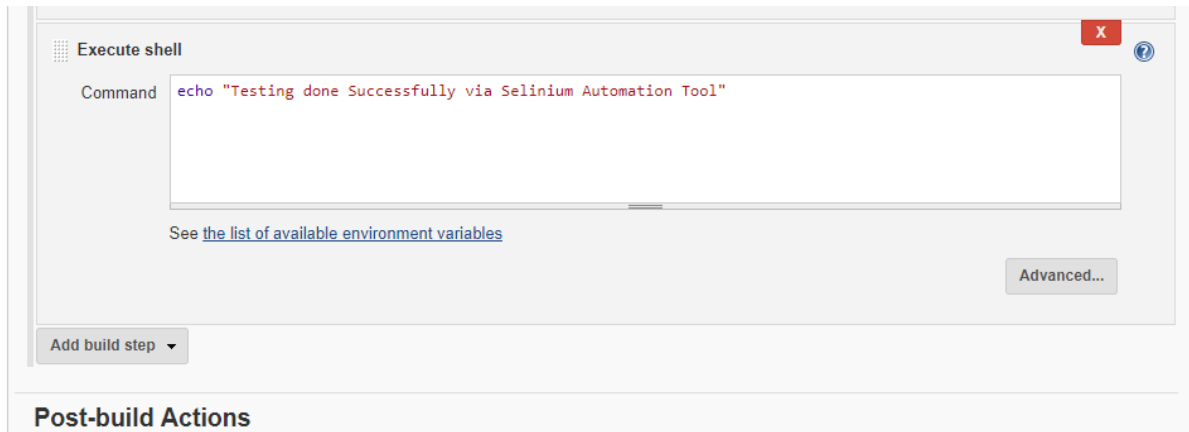 X
Execute shell
?
Command
echo "Testing done Successfully via Selinium Automation Tool"
See the list of available environment variables
Advanced...
Add build step
Post-build Actions